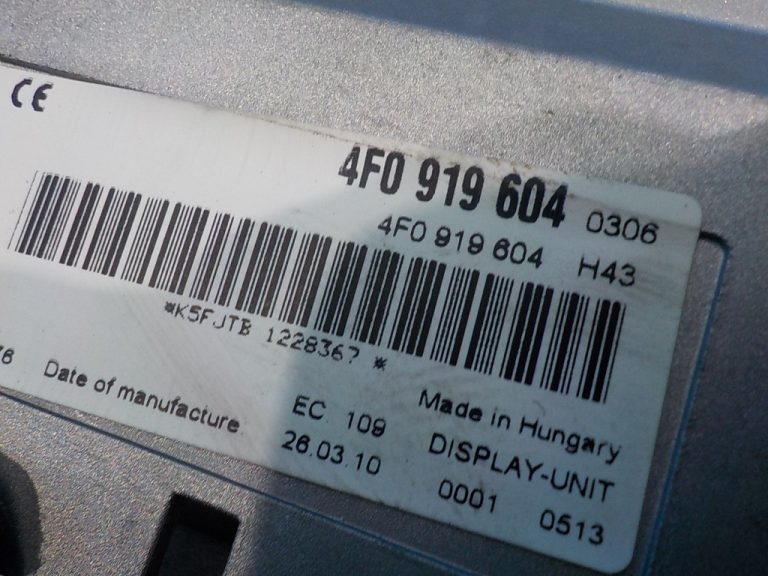 CE
4F0 919 604 0306
4F0 919 604 H43
*K5FJTB 1228367 *
Made in Hungary
Date of manufacture EC 109 DISPLAY-UNIT
26.03.10 0001 0513